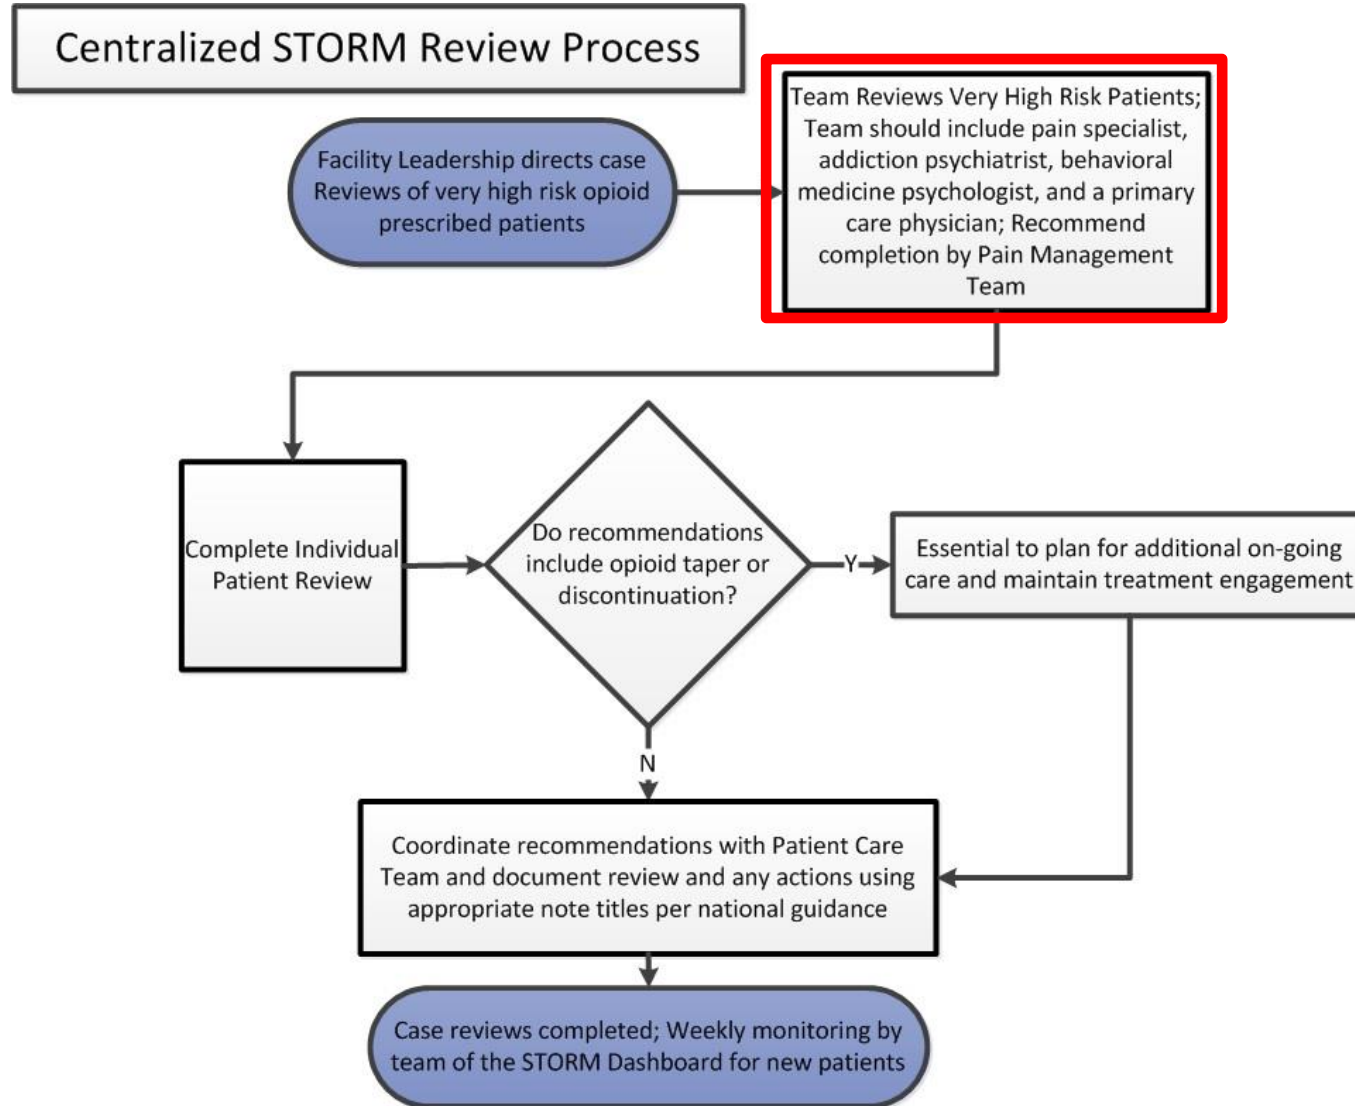 Centralized STORM Review Process
Facility Leadership directs case
Reviews of very high risk opioid
prescribed patients
Team Reviews Very High Risk Patients;
Team should include pain specialist,
addiction psychiatrist, behavioral
medicine psychologist, and a primary
care physician; Recommend
completion by Pain Management
Team
Complete Individual
Patient Review
Do recommendations
include opioid taper or
discontinuation?
Y
Essential to plan for additional on-going
care and maintain treatment engagement
N
Coordinate recommendations with Patient Care
Team and document review and any actions using
appropriate note titles per national guidance
Case reviews completed; Weekly monitoring by
team of the STORM Dashboard for new patients